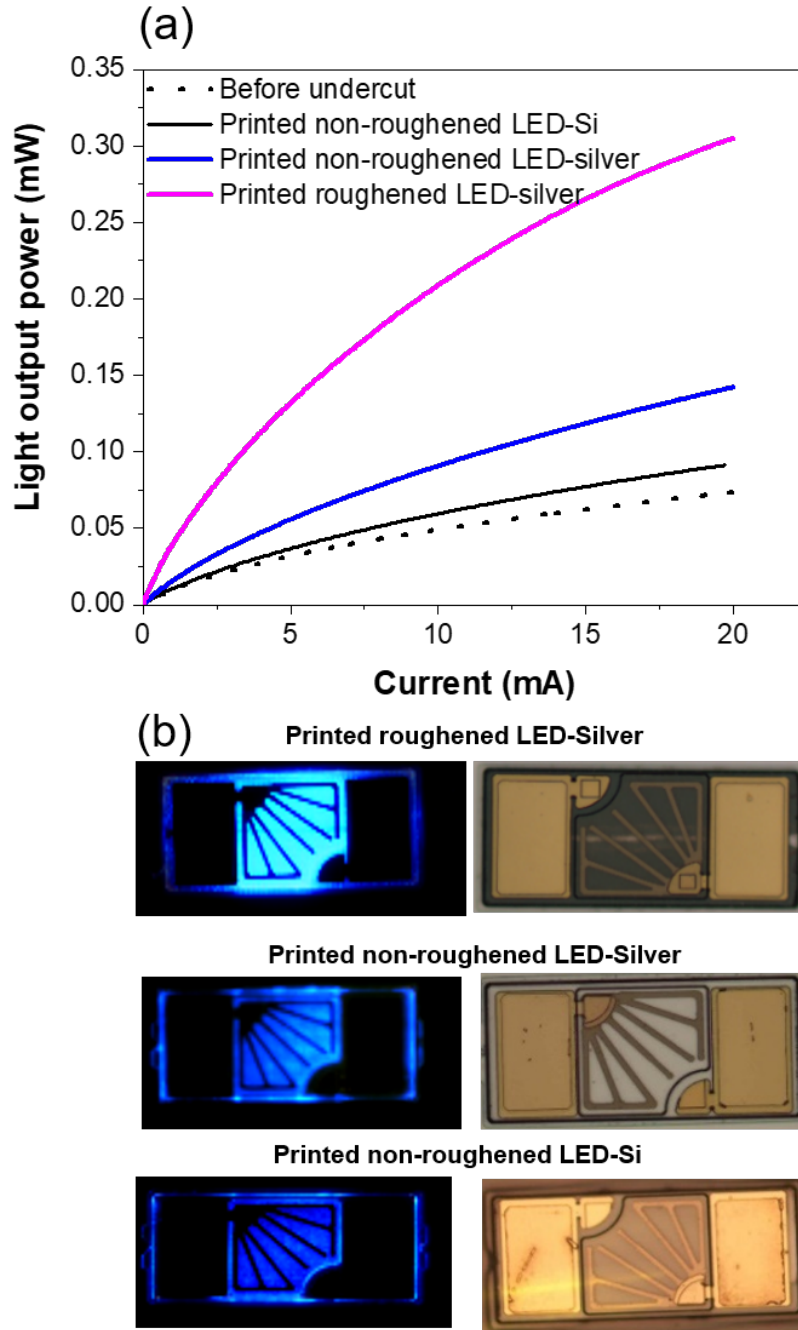 (a)
0.35
0.30
0.25
0.20
0.15
0.10
0.05
0.00
Light output power (mW)
Before undercut
Printed non-roughened LED-Si
Printed non-roughened LED-silver
Printed roughened LED-silver
0
5
10
15
20
Current (mA)
(b)
Printed roughened LED-Silver
Printed non-roughened LED-Silver
Printed non-roughened LED-Si